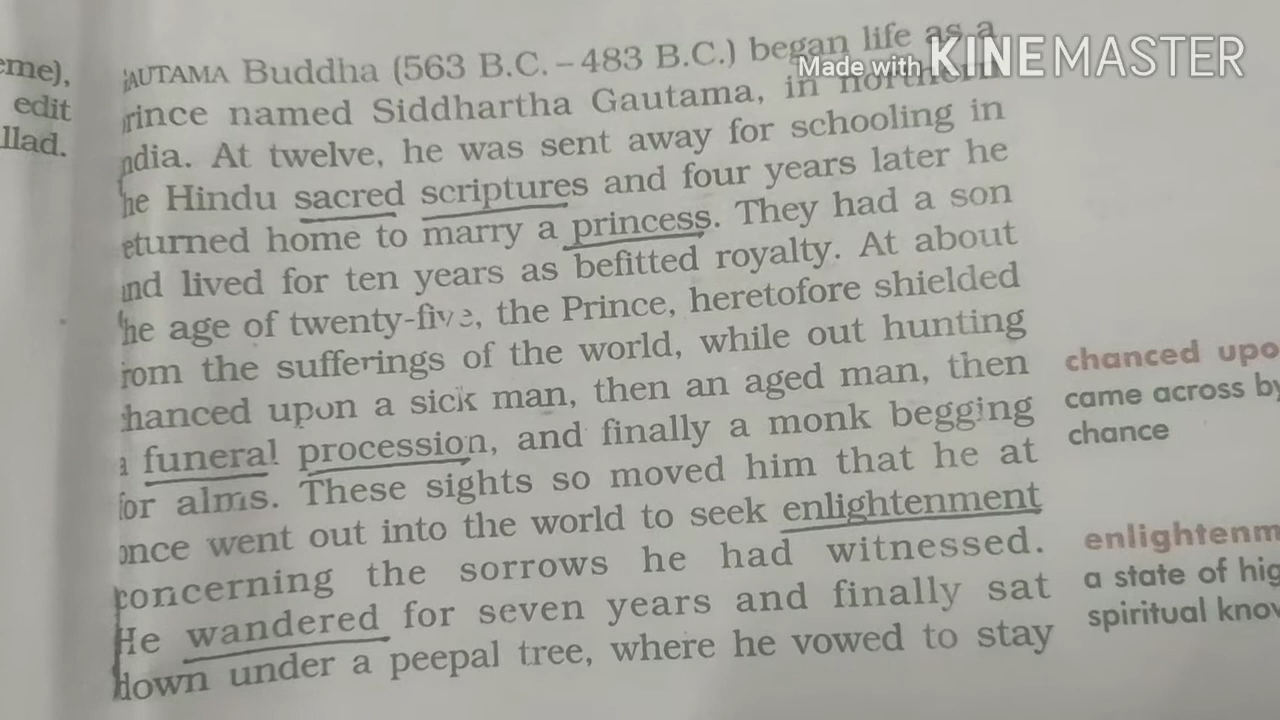 eme),
edit
llad.
GAUTAMA Buddha (563 B.C. – 483 B.C.) began life as a
rince named Siddhartha Gautama, in northern
ndia. At twelve, he was sent away for schooling in
he Hindu sacred scriptures and four years later he
eturned home to marry a princess. They had a son
nd lived for ten years as befitted royalty. At about
he age of twenty-five, the Prince, heretofore shielded
rom the sufferings of the world, while out hunting
hanced upon a sick man, then an aged man, then
a funeral procession, and finally a monk begging
for alms. These sights so moved him that he at
once went out into the world to seek enlightenment
concerning the sorrows he had witnessed.
He wandered for seven years and finally sat
down under a peepal tree, where he vowed to stay
chanced upo
came across by
chance
enlightenm
a state of hig
spiritual know
Made with KINEMASTER